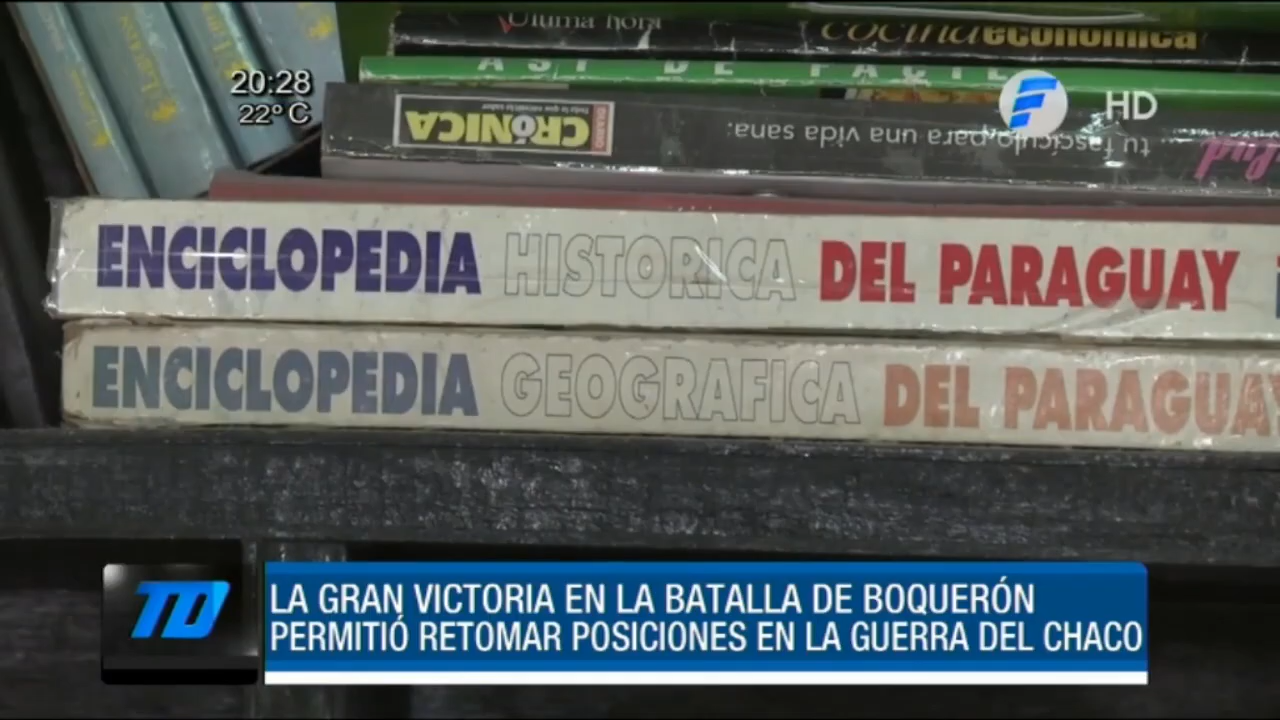 Última hora
cocina económica
20:28
ASÍ DE FÁCIL
HD
22º C
CRÓNICA
DIARIO
tu fascículo para una vida sana.
ENCICLOPEDIA HISTORICA DEL PARAGUAY
ENCICLOPEDIA GEOGRAFICA DEL PARAGUAY
TD
LA GRAN VICTORIA EN LA BATALLA DE BOQUERÓN
PERMITIÓ RETOMAR POSICIONES EN LA GUERRA DEL CHACO